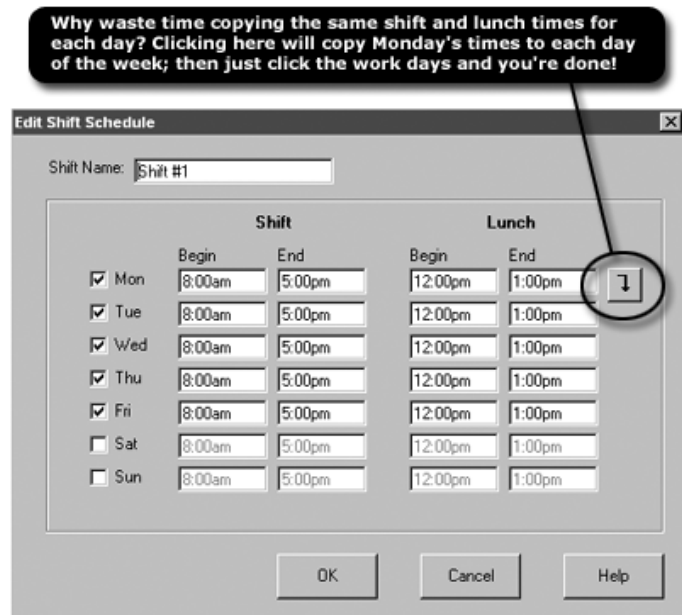 Why waste time copying the same shift and lunch times for
each day? Clicking here will copy Monday's times to each day
of the week; then just click the work days and you're done!
Edit Shift Schedule
Shift Name: Shift #1
Shift Lunch
Begin End Begin End
Mon 8:00am 5:00pm 12:00pm 1:00pm
Tue 8:00am 5:00pm 12:00pm 1:00pm
Wed 8:00am 5:00pm 12:00pm 1:00pm
Thu 8:00am 5:00pm 12:00pm 1:00pm
Fri 8:00am 5:00pm 12:00pm 1:00pm
Sat 8:00am 5:00pm 12:00pm 1:00pm
Sun 8:00am 5:00pm 12:00pm 1:00pm
OK Cancel Help